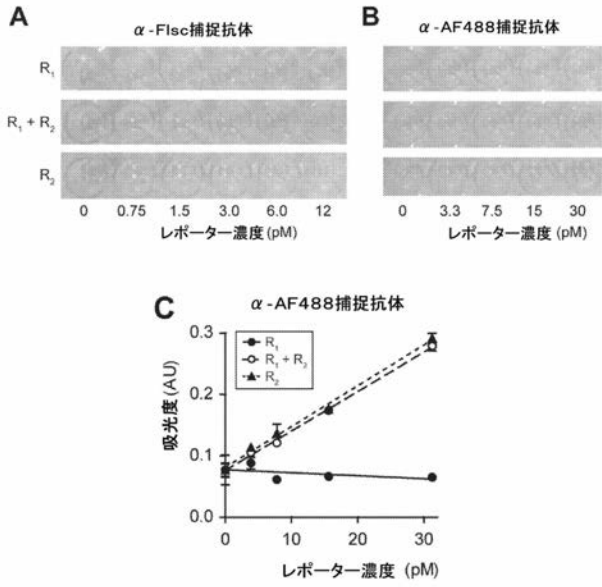 A
α-Flsc捕捉抗体
R₁
R₁ + R₂
R₂
0 0.75 1.5 3.0 6.0 12
レポーター濃度 (pM)
B
α-AF488捕捉抗体
0 3.3 7.5 15 30
レポーター濃度 (pM)
C
α-AF488捕捉抗体
R₁
R₁ + R₂
R₂
吸光度 (AU)
0.3
0.2
0.1
0.0
0 10 20 30
レポーター濃度 (pM)